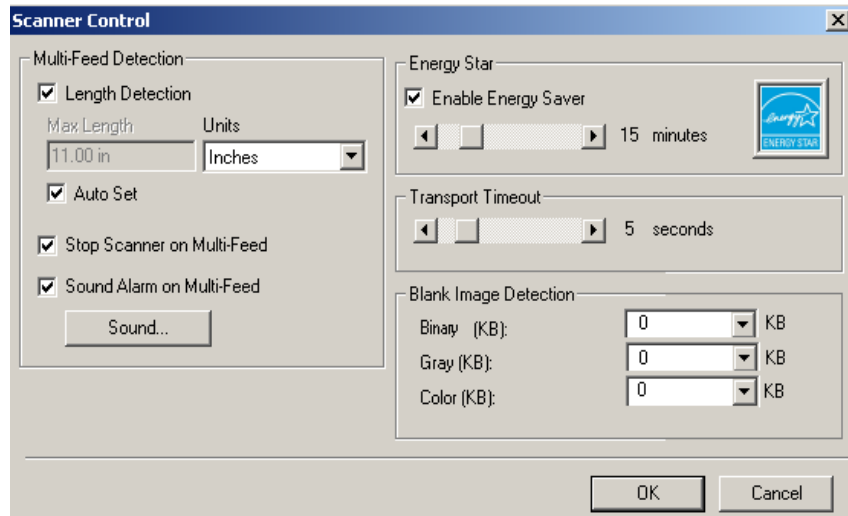 Scanner Control
Multi-Feed Detection
Length Detection
Max Length Units
11.00 in Inches
Auto Set
Stop Scanner on Multi-Feed
Sound Alarm on Multi-Feed
Sound...
Energy Star
Enable Energy Saver
15 minutes
energy
ENERGY STAR
Transport Timeout
5 seconds
Blank Image Detection
Binary (KB): 0 KB
Gray (KB): 0 KB
Color (KB): 0 KB
OK Cancel